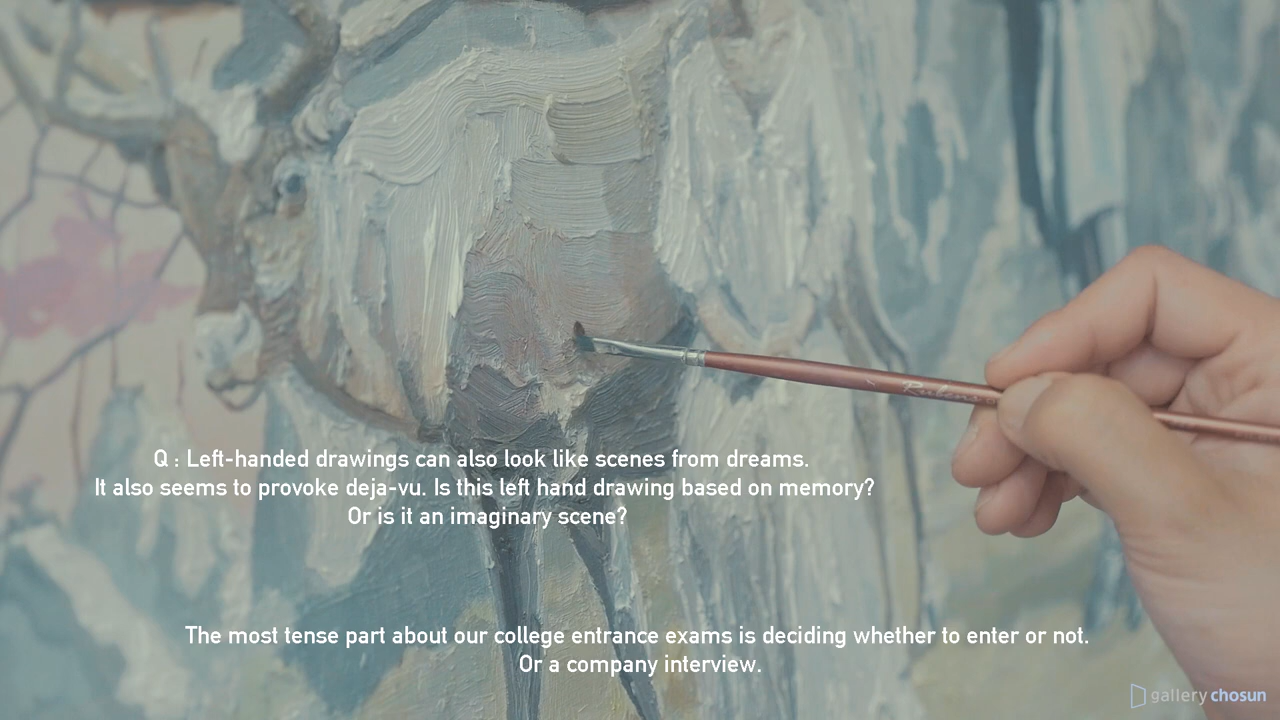 Rubens
Q : Left-handed drawings can also look like scenes from dreams.
It also seems to provoke deja-vu. Is this left hand drawing based on memory?
Or is it an imaginary scene?
The most tense part about our college entrance exams is deciding whether to enter or not.
Or a company interview.
gallery chosun